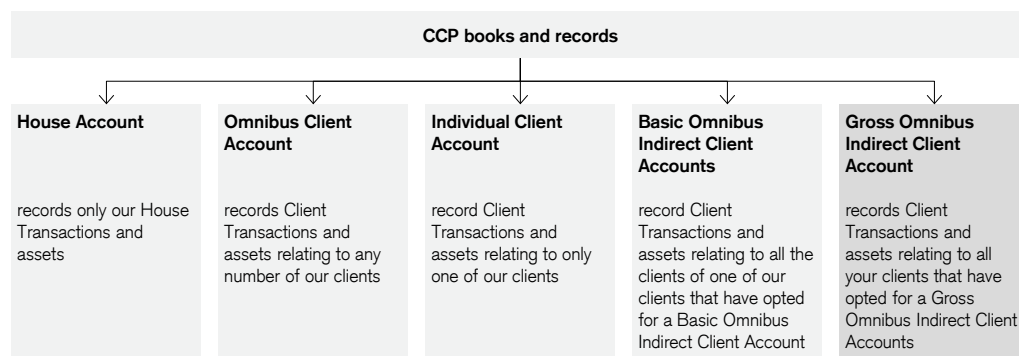 CCP books and records
House Account
records only our House
Transactions and
assets
Omnibus Client
Account
records Client
Transactions and
assets relating to any
number of our clients
Individual Client
Account
record Client
Transactions and
assets relating to only
one of our clients
Basic Omnibus
Indirect Client
Accounts
record Client
Transactions and
assets relating to all the
clients of one of our
clients that have opted
for a Basic Omnibus
Indirect Client Account
Gross Omnibus
Indirect Client
Account
records Client
Transactions and
assets relating to all
your clients that have
opted for a Gross
Omnibus Indirect Client
Accounts